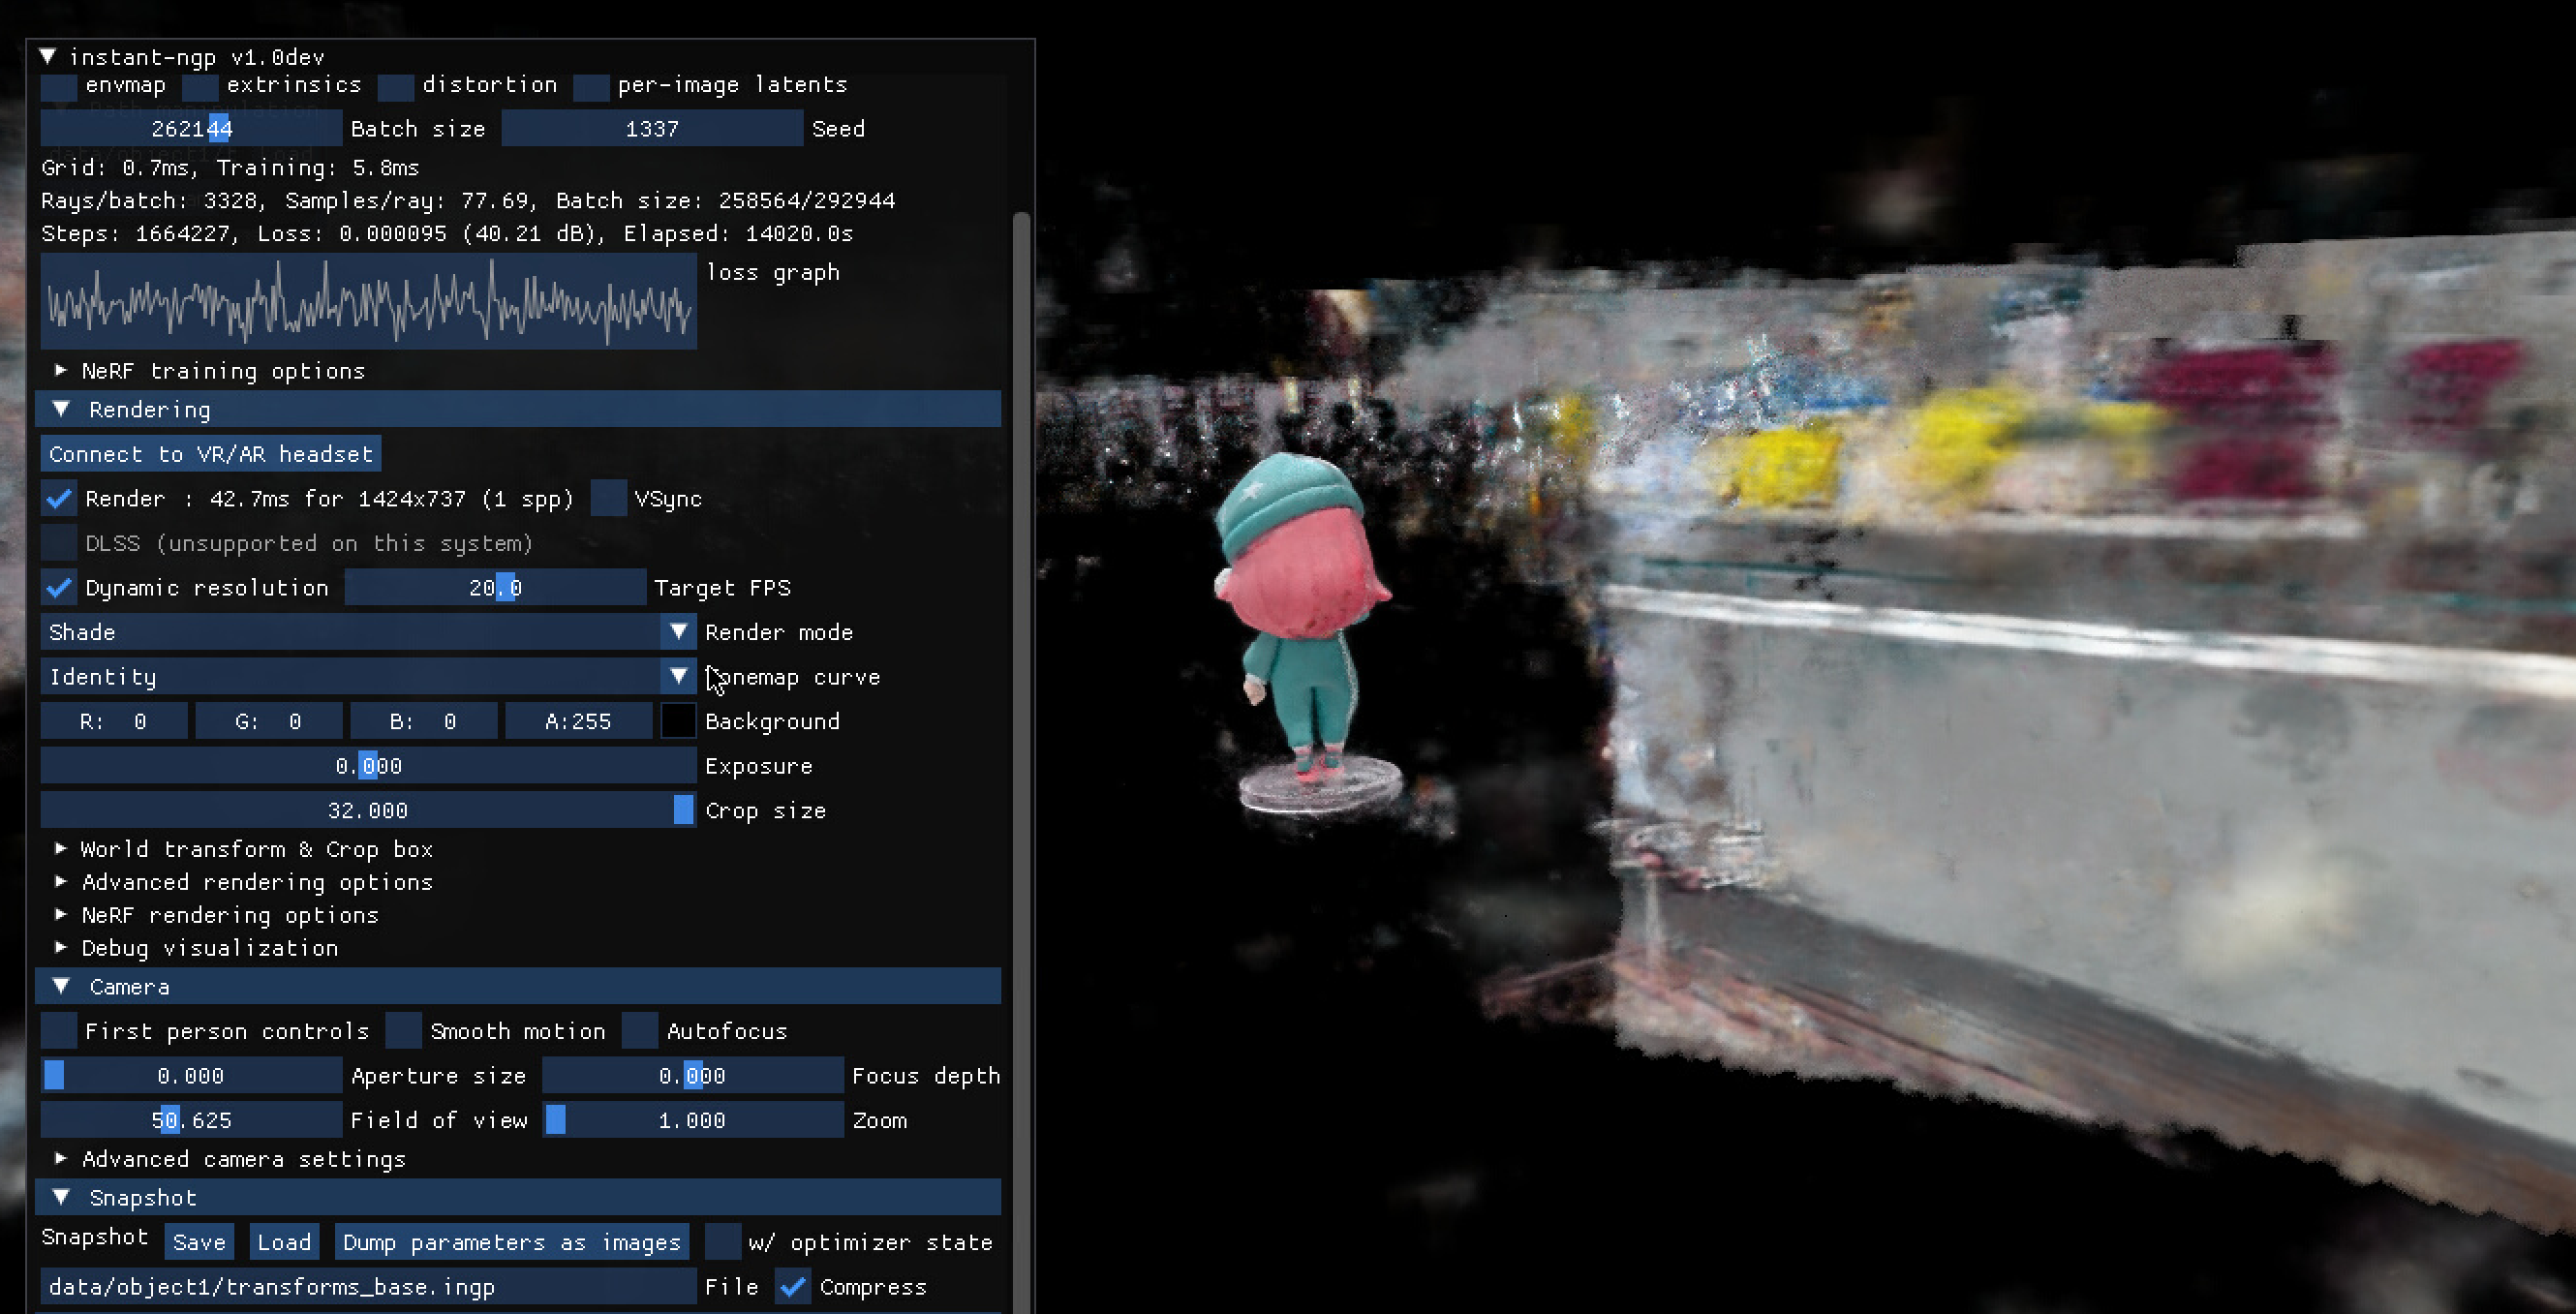 instant-ngp v1.0dev
envmap extrinsics distortion per-image latents
Path manipulation
262144 Batch size 1337 Seed
data/object1/t Load
Grid: 0.7ms, Training: 5.8ms
Rays/batch: 3328, Samples/ray: 77.69, Batch size: 258564/292944
Steps: 1664227, Loss: 0.000095 (40.21 dB), Elapsed: 14020.0s
loss graph
NeRF training options
Rendering
Connect to VR/AR headset
Render : 42.7ms for 1424x737 (1 spp) VSync
DLSS (unsupported on this system)
Dynamic resolution 20.0 Target FPS
Shade Render mode
Identity Tonemap curve
R: 0 G: 0 B: 0 A:255 Background
0.000 Exposure
32.000 Crop size
World transform & Crop box
Advanced rendering options
NeRF rendering options
Debug visualization
Camera
First person controls Smooth motion Autofocus
0.000 Aperture size 0.000 Focus depth
50.625 Field of view 1.000 Zoom
Advanced camera settings
Snapshot
Snapshot Save Load Dump parameters as images w/ optimizer state
data/object1/transforms_base.ingp File Compress